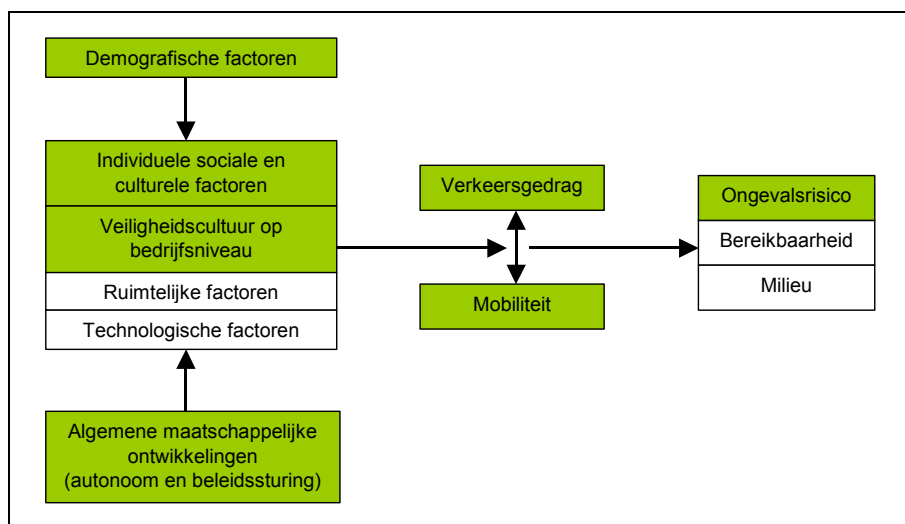 Demografische factoren
Individuele sociale en
culturele factoren
Veiligheidscultuur op
bedrijfsniveau
Ruimtelijke factoren
Technologische factoren
Algemene maatschappelijke
ontwikkelingen
(autonoom en beleidssturing)
Verkeersgedrag
Mobiliteit
Ongevalsrisico
Bereikbaarheid
Milieu